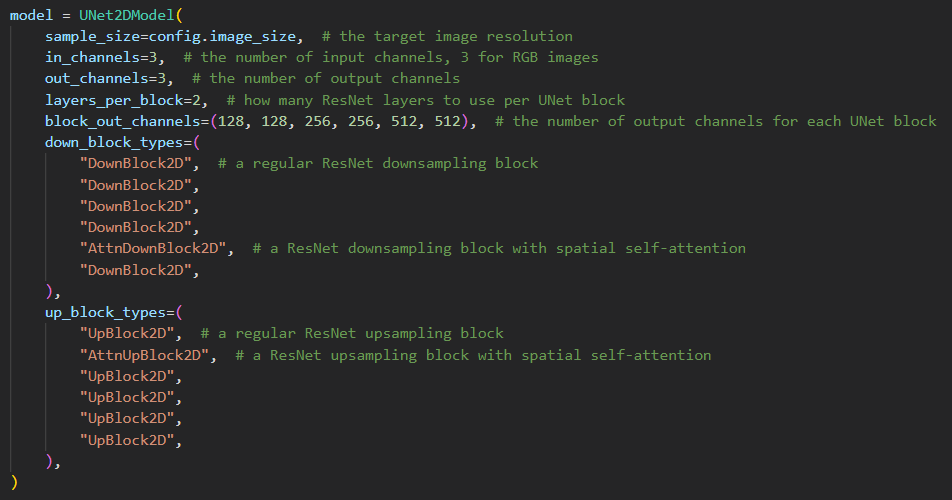 model = UNet2DModel(
    sample_size=config.image_size,  # the target image resolution
    in_channels=3,  # the number of input channels, 3 for RGB images
    out_channels=3,  # the number of output channels
    layers_per_block=2,  # how many ResNet layers to use per UNet block
    block_out_channels=(128, 128, 256, 256, 512, 512),  # the number of output channels for each UNet block
    down_block_types=(
        "DownBlock2D",  # a regular ResNet downsampling block
        "DownBlock2D",
        "DownBlock2D",
        "DownBlock2D",
        "AttnDownBlock2D",  # a ResNet downsampling block with spatial self-attention
        "DownBlock2D",
    ),
    up_block_types=(
        "UpBlock2D",  # a regular ResNet upsampling block
        "AttnUpBlock2D",  # a ResNet upsampling block with spatial self-attention
        "UpBlock2D",
        "UpBlock2D",
        "UpBlock2D",
        "UpBlock2D",
    ),
)